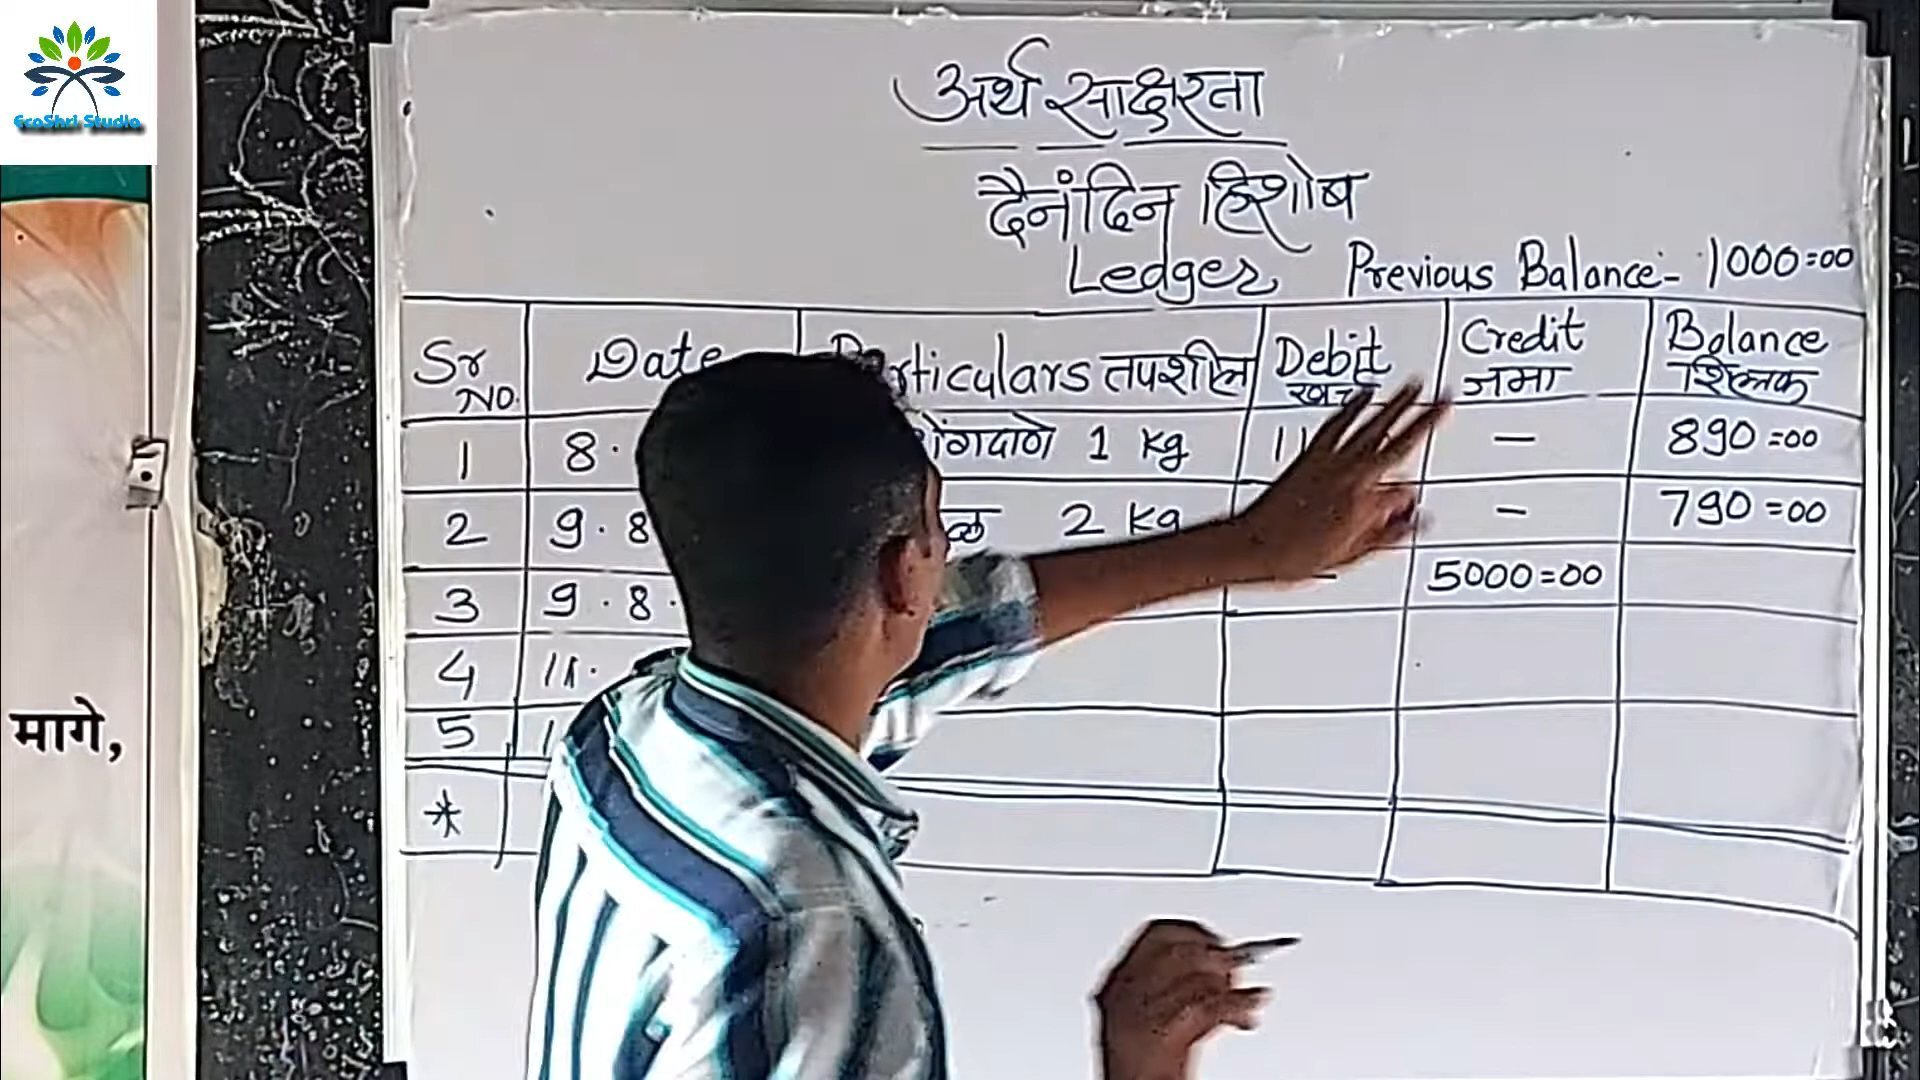 EcoShri Studio
अर्थ साक्षरता
दैनंदिन हिशोब
Ledger Previous Balance:- 1000=00
Sr No. Date Particulars तपशील Debit खर्च Credit जमा Balance शिल्लक
1 8. 1 kg - 890=00
2 9.8 2 kg - 790=00
3 9.8. - 5000=00
4 11.
5
*
मागे,